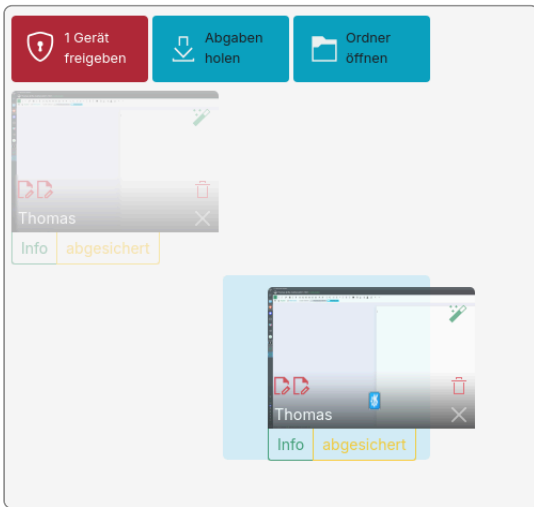 1 Gerät
freigeben
Abgaben
holen
Ordner
öffnen
Thomas
Info
abgesichert
Thomas
Info
abgesichert